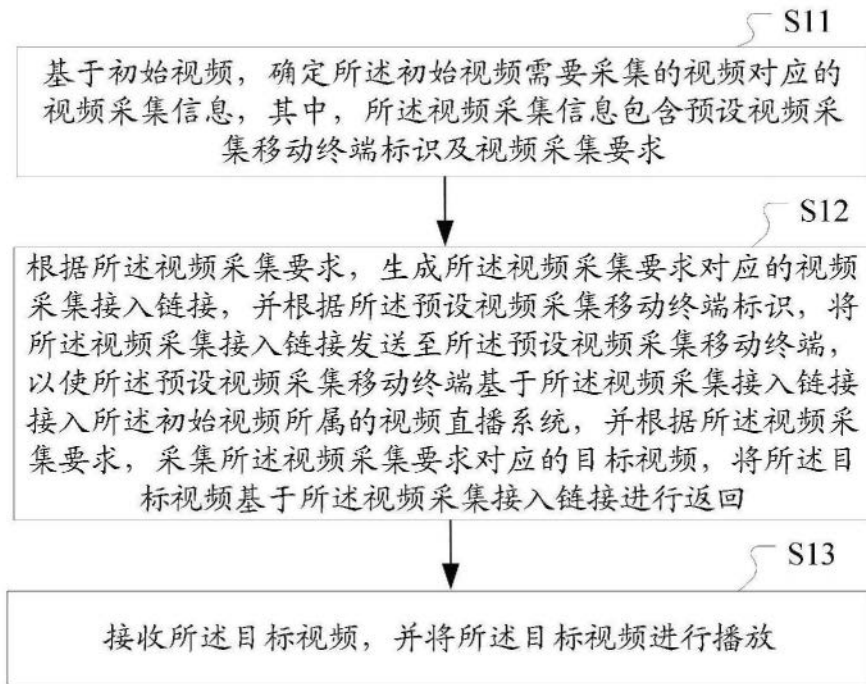 S11
基于初始视频，确定所述初始视频需要采集的视频对应的
视频采集信息，其中，所述视频采集信息包含预设视频采
集移动终端标识及视频采集要求
S12
根据所述视频采集要求，生成所述视频采集要求对应的视频
采集接入链接，并根据所述预设视频采集移动终端标识，将
所述视频采集接入链接发送至所述预设视频采集移动终端，
以使所述预设视频采集移动终端基于所述视频采集接入链接
接入所述初始视频所属的视频直播系统，并根据所述视频采
集要求，采集所述视频采集要求对应的目标视频，将所述目
标视频基于所述视频采集接入链接进行返回
S13
接收所述目标视频，并将所述目标视频进行播放